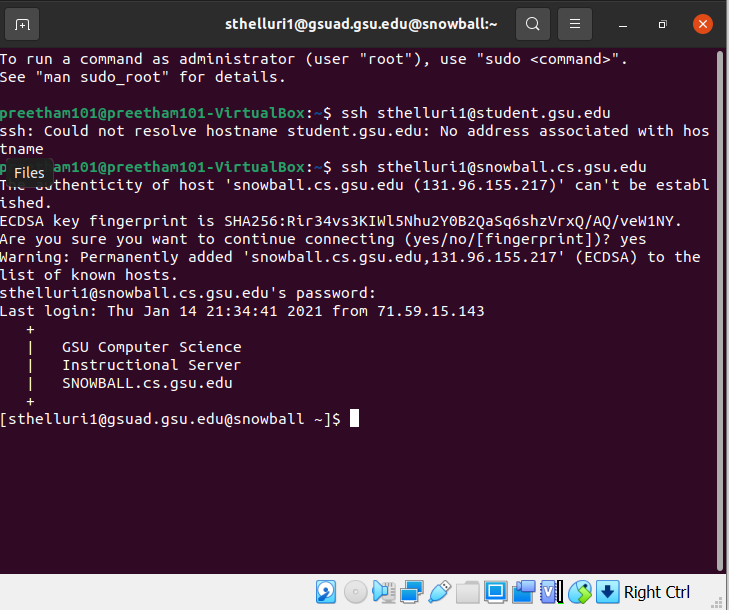 sthelluri1@gsuad.gsu.edu@snowball:~
To run a command as administrator (user "root"), use "sudo <command>".
See "man sudo_root" for details.
preetham101@preetham101-VirtualBox:~$ ssh sthelluri1@student.gsu.edu
ssh: Could not resolve hostname student.gsu.edu: No address associated with hos
tname
p am101@preetham101-VirtualBox:~$ ssh sthelluri1@snowball.cs.gsu.edu
Files
The authenticity of host 'snowball.cs.gsu.edu (131.96.155.217)' can't be establ
ished.
ECDSA key fingerprint is SHA256:Rir34vs3KIWl5Nhu2Y0B2QaSq6shzVrxQ/AQ/veW1NY.
Are you sure you want to continue connecting (yes/no/[fingerprint])? yes
Warning: Permanently added 'snowball.cs.gsu.edu,131.96.155.217' (ECDSA) to the
list of known hosts.
sthelluri1@snowball.cs.gsu.edu's password:
Last login: Thu Jan 14 21:34:41 2021 from 71.59.15.143
+
| GSU Computer Science
| Instructional Server
| SNOWBALL.cs.gsu.edu
+
[sthelluri1@gsuad.gsu.edu@snowball ~]$
Right Ctrl